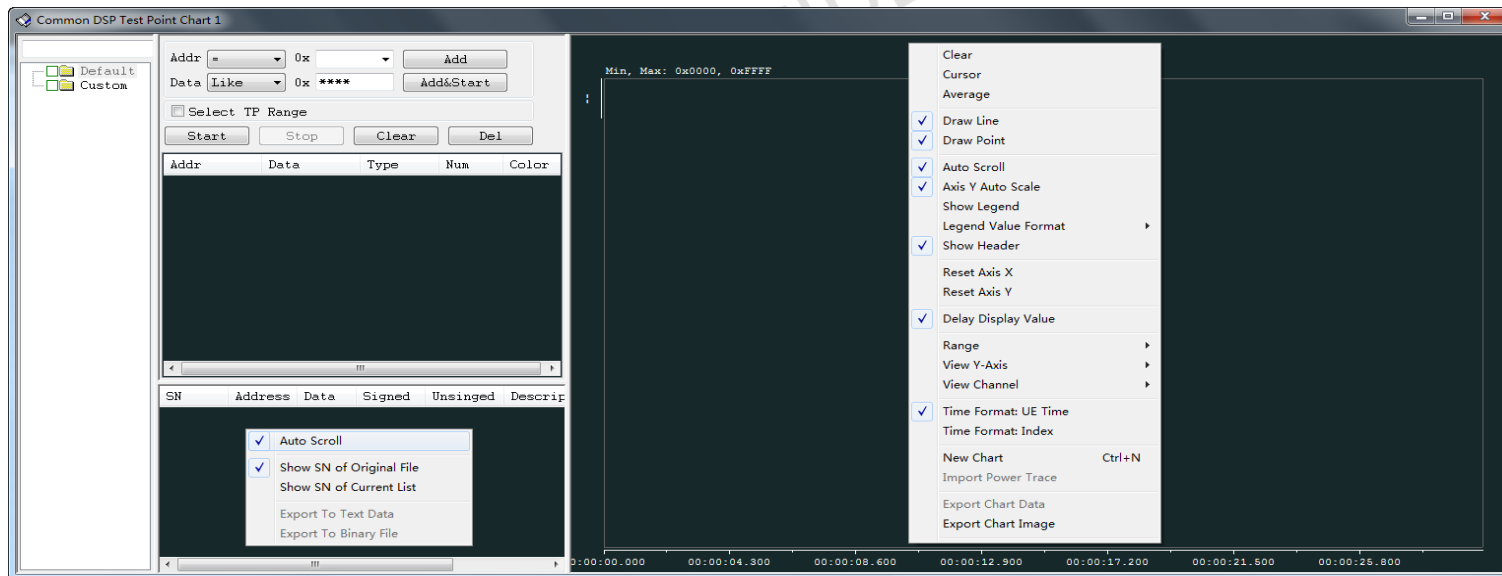 Common DSP Test Point Chart 1
Default
Custom
Addr = 0x Add
Data Like 0x **** Add&Start
Select TP Range
Start Stop Clear Del
Addr Data Type Num Color
SN Address Data Signed Unsinged Descrip
Auto Scroll
Show SN of Original File
Show SN of Current List
Export To Text Data
Export To Binary File
Min, Max: 0x0000, 0xFFFF
Clear
Cursor
Average
Draw Line
Draw Point
Auto Scroll
Axis Y Auto Scale
Show Legend
Legend Value Format
Show Header
Reset Axis X
Reset Axis Y
Delay Display Value
Range
View Y-Axis
View Channel
Time Format: UE Time
Time Format: Index
New Chart Ctrl+N
Import Power Trace
Export Chart Data
Export Chart Image
0:00:00.000 00:00:04.300 00:00:08.600 00:00:12.900 00:00:17.200 00:00:21.500 00:00:25.800